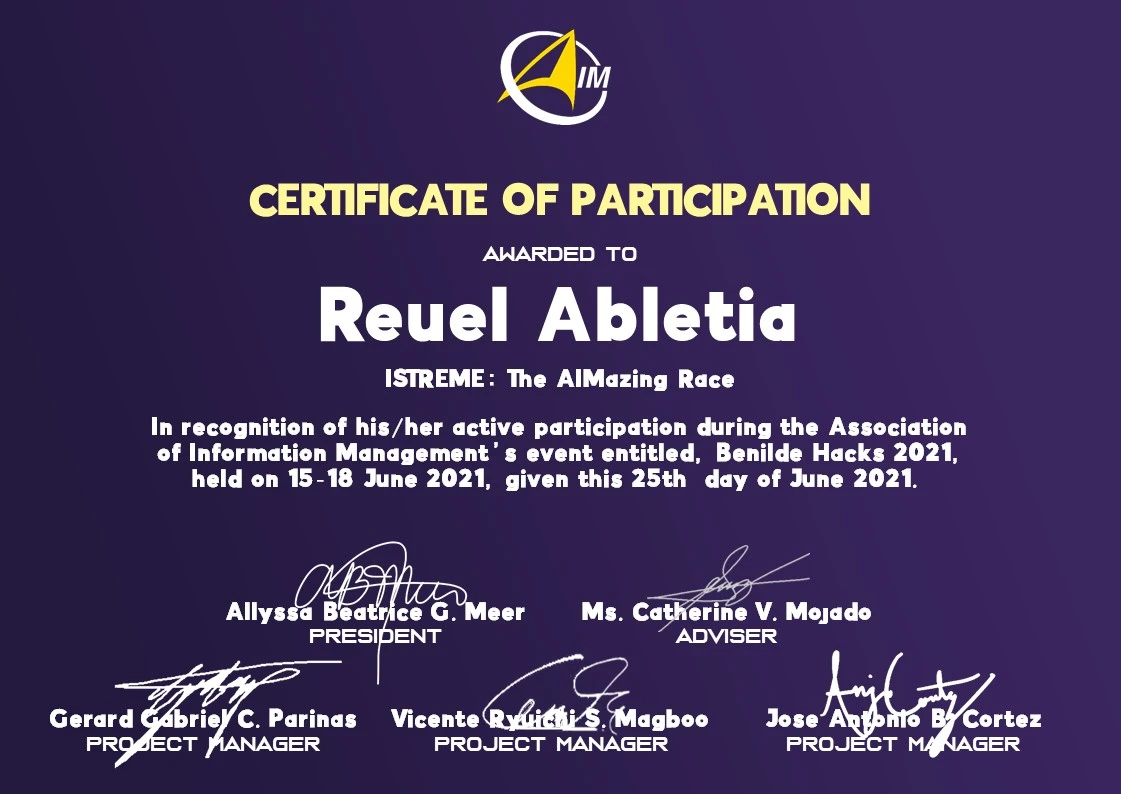 AIM
CERTIFICATE OF PARTICIPATION
AWARDED TO
Reuel Abletia
ISTREME: The AIMazing Race
In recognition of his/her active participation during the Association
of Information Management's event entitled, Benilde Hacks 2021,
held on 15-18 June 2021, given this 25th day of June 2021.
Allyssa Beatrice G. Meer Ms. Catherine V. Mojado
PRESIDENT ADVISER
Gerard Gabriel C. Parinas Vicente Ryuichi S. Magboo Jose Antonio B. Cortez
PROJECT MANAGER PROJECT MANAGER PROJECT MANAGER